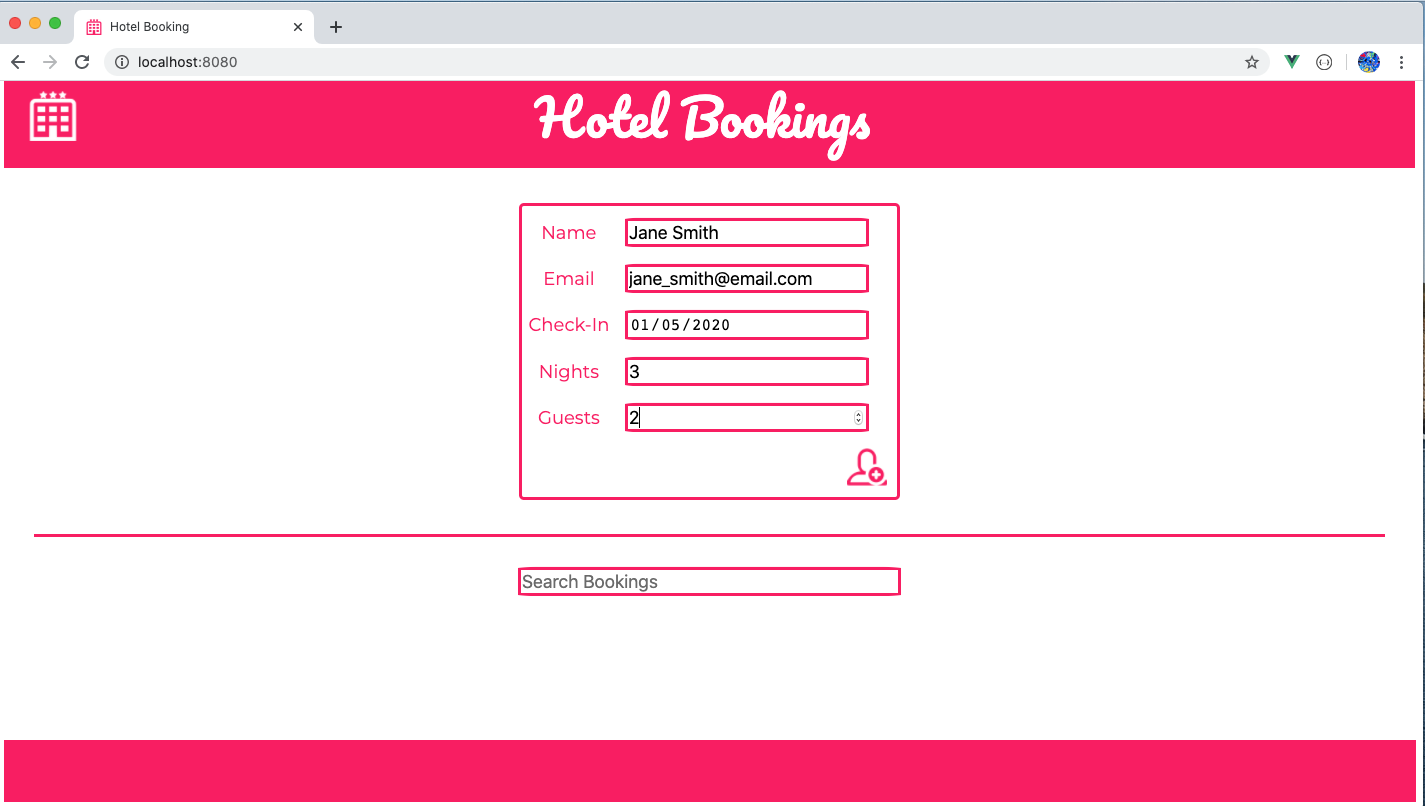 Hotel Booking
localhost:8080
Hotel Bookings
Name Jane Smith
Email jane_smith@email.com
Check-In 01/05/2020
Nights 3
Guests 2
Search Bookings